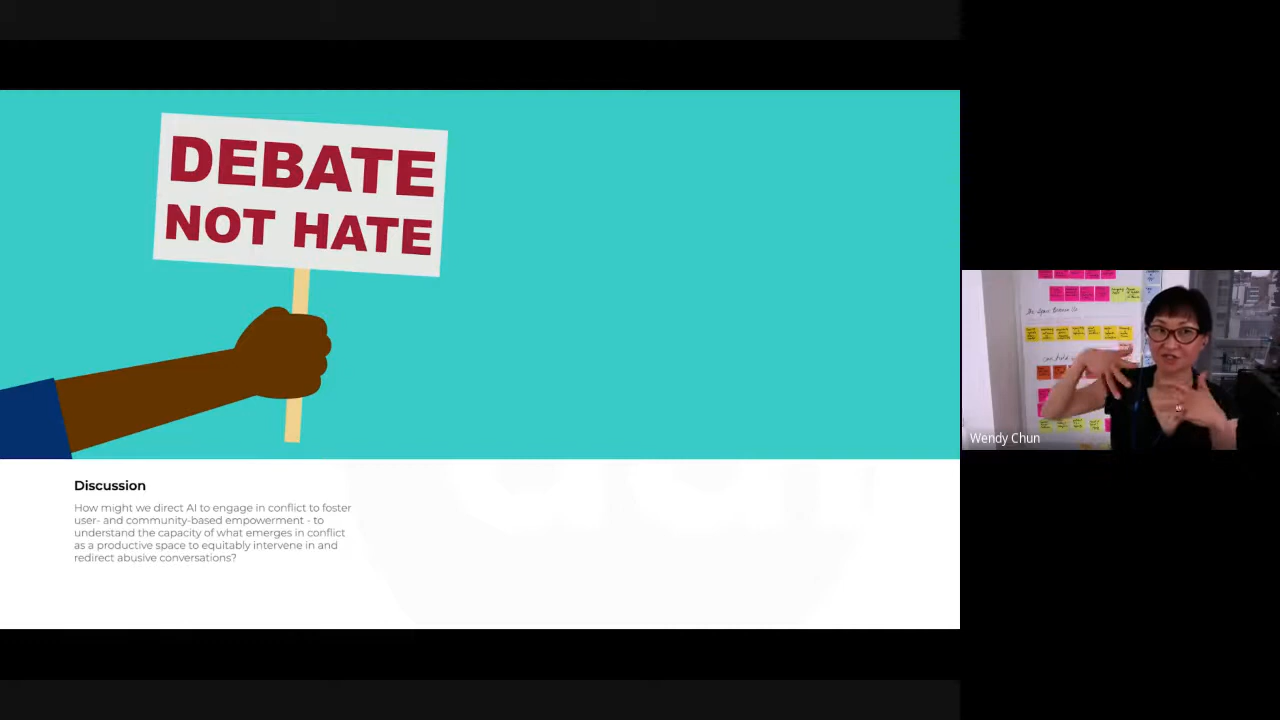 DEBATE
NOT HATE
Discussion
How might we direct AI to engage in conflict to foster
user- and community-based empowerment - to
understand the capacity of what emerges in conflict
as a productive space to equitably intervene in and
redirect abusive conversations?
Wendy Chun